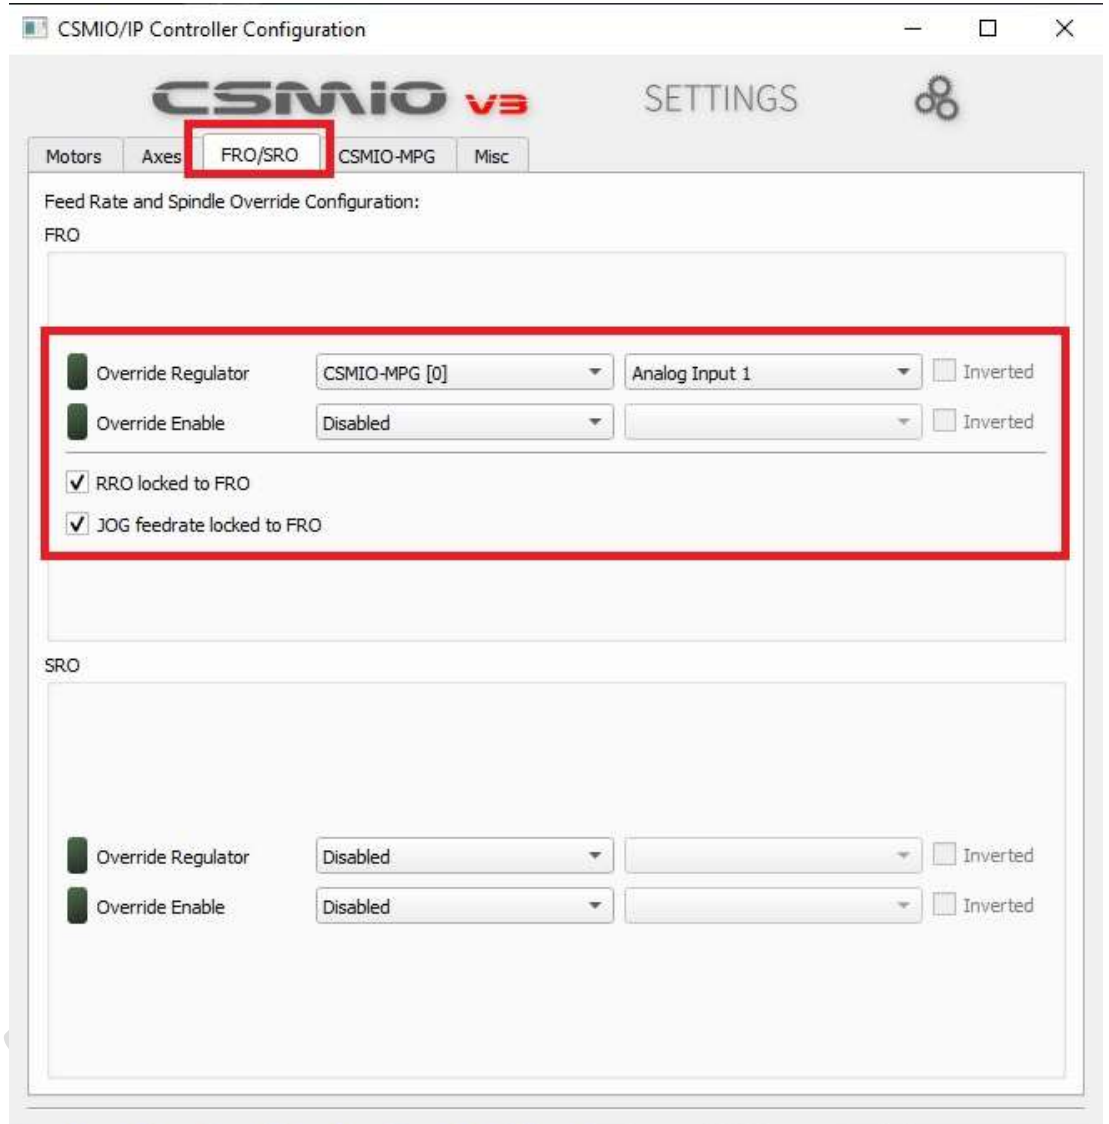 CSMIO/IP Controller Configuration
CSMIO v3 SETTINGS
Motors Axes FRO/SRO CSMIO-MPG Misc
Feed Rate and Spindle Override Configuration:
FRO
Override Regulator CSMIO-MPG [0] Analog Input 1 Inverted
Override Enable Disabled Inverted
RRO locked to FRO
JOG feedrate locked to FRO
SRO
Override Regulator Disabled Inverted
Override Enable Disabled Inverted